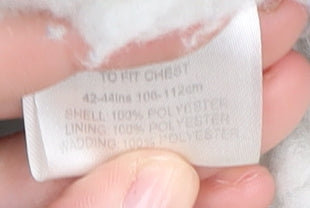 TO FIT CHEST
42-44ins 106-112cm
SHELL 100% POLYESTER
LINING 100% POLYESTER
WADDING 100% POLYESTER